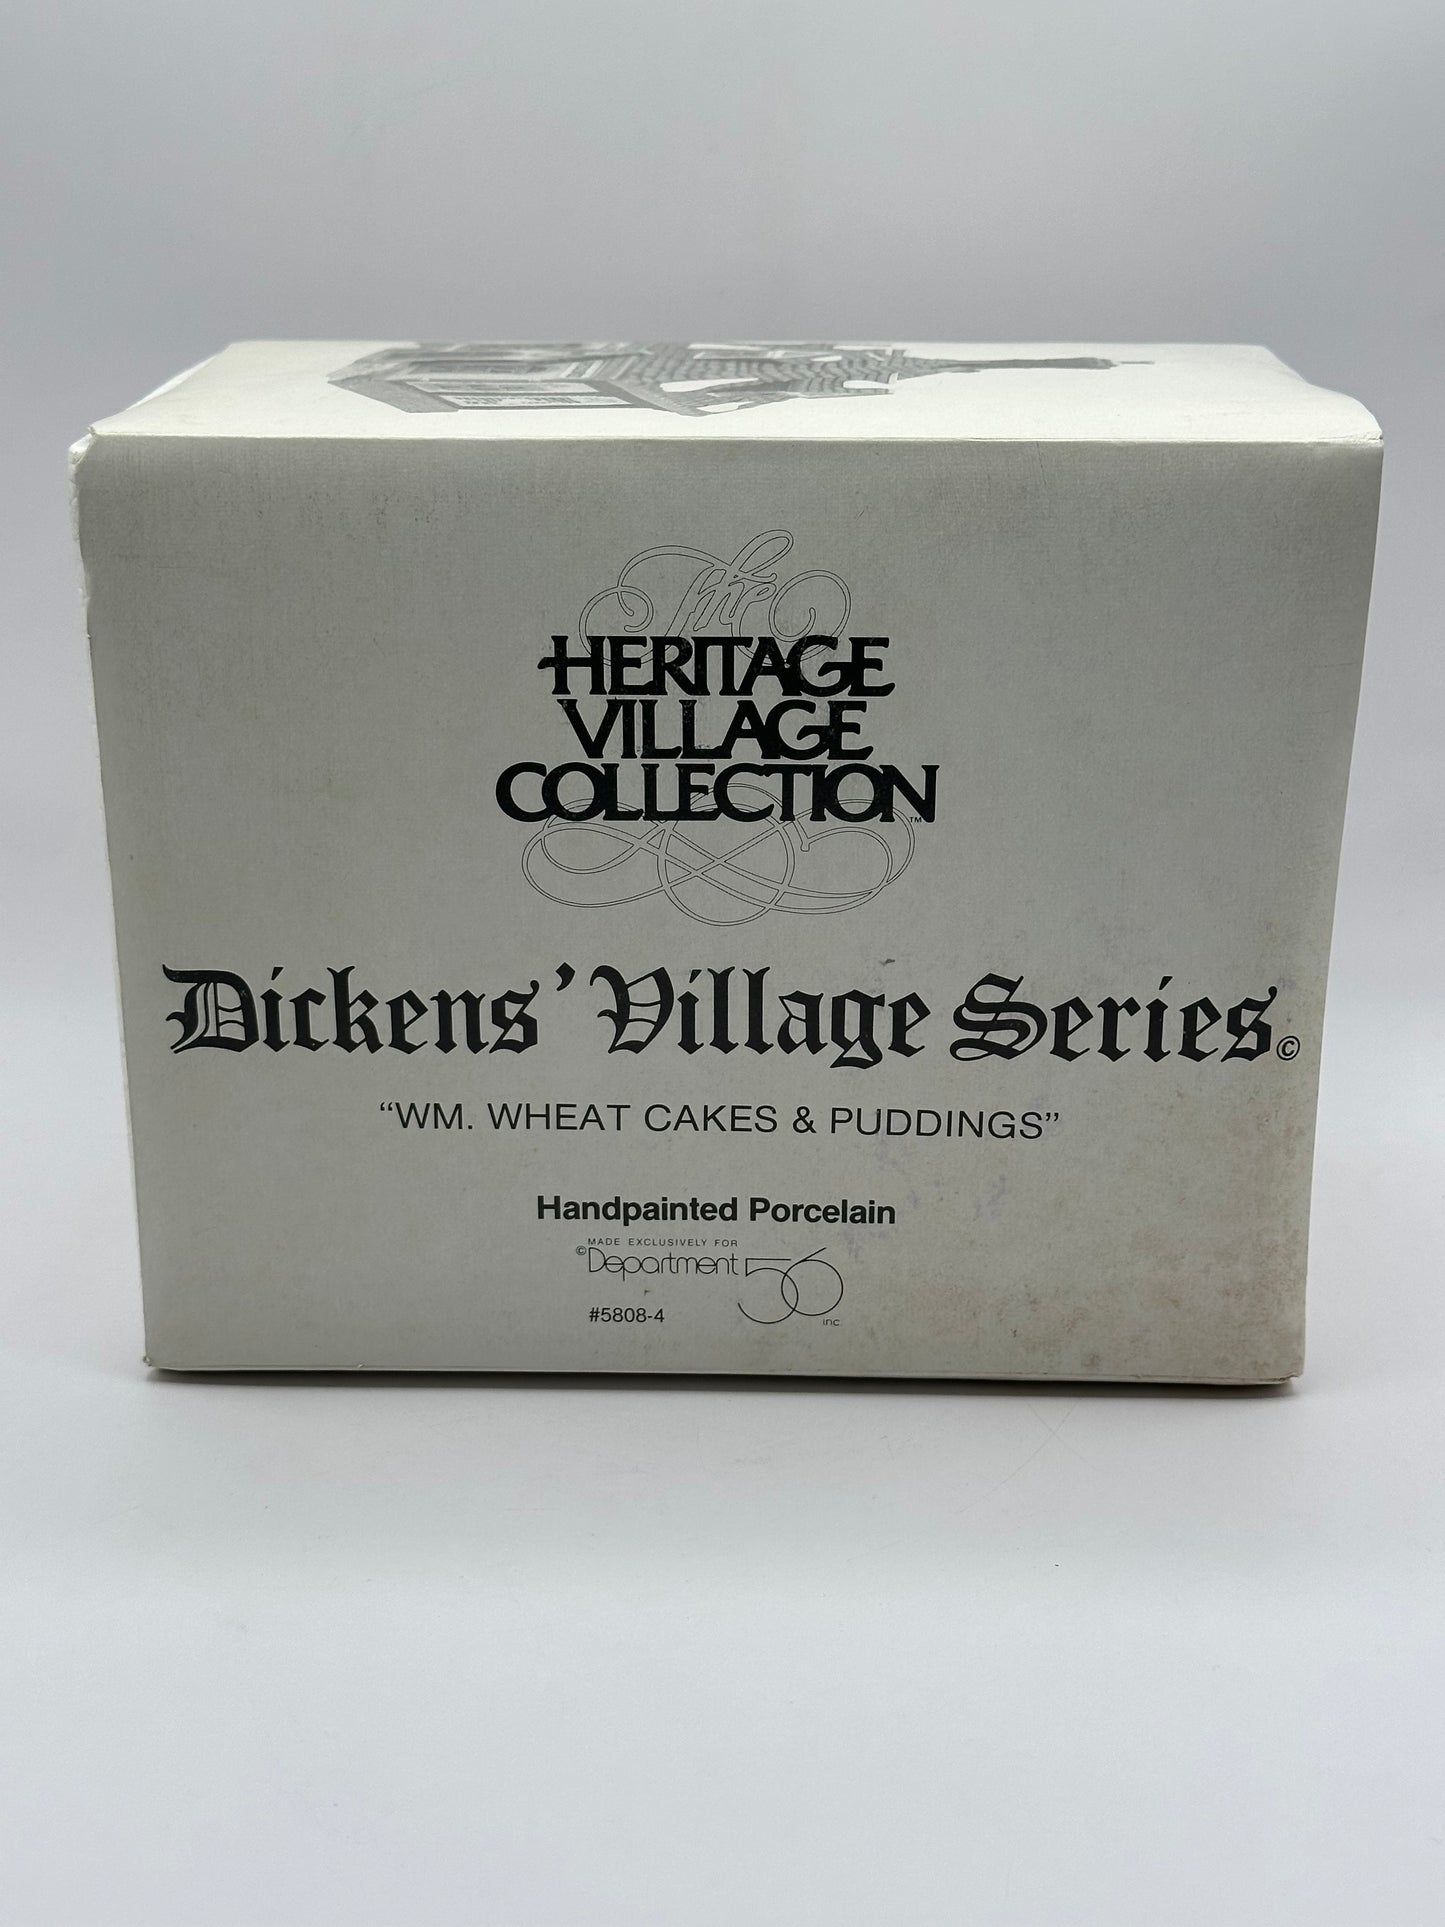 The
HERITAGE
VILLAGE
COLLECTION™
Dickens' Village Series©
“WM. WHEAT CAKES & PUDDINGS”
Handpainted Porcelain
MADE EXCLUSIVELY FOR
©Department 56 inc.
#5808-4